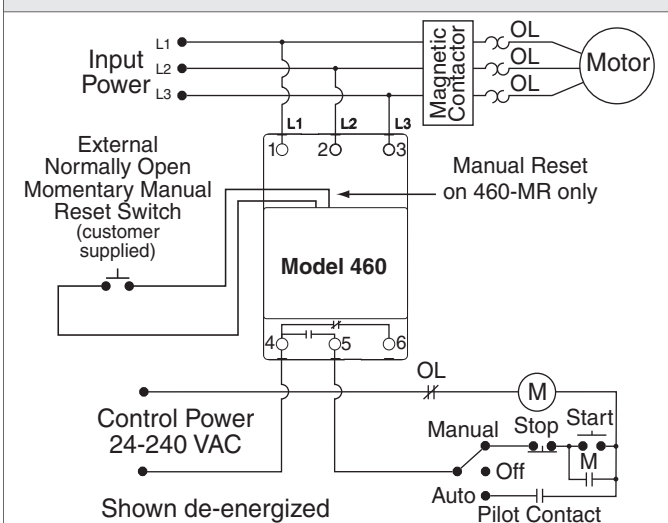 L1
OL
Input
Power
L2
OL
L3
OL
Magnetic
Contactor
Motor
L1
L2
L3
1
2
3
External
Normally Open
Momentary Manual
Reset Switch
(customer
supplied)
Manual Reset
on 460-MR only
Model 460
4
5
6
OL
M
Control Power
24-240 VAC
Manual
Stop
Start
M
Off
Auto
Pilot Contact
Shown de-energized